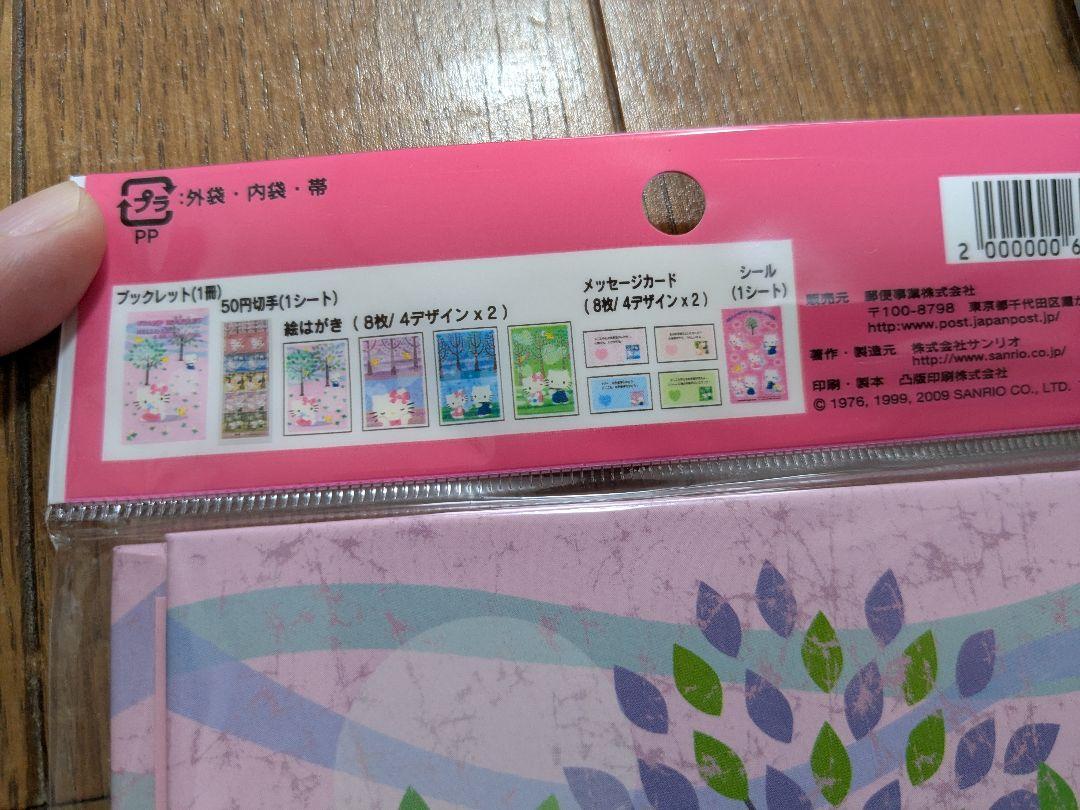 プラ :外袋・内袋・帯
PP
ブックレット(1冊)
50円切手(1シート)
絵はがき ( 8枚/ 4デザイン x 2 )
メッセージカード
( 8枚/ 4デザイン x 2 )
シール
(1シート)
2 000000 6
販売元 郵便事業株式会社
〒100-8798 東京都千代田区霞が
http:www.post.japanpost.jp/
著作・製造元 株式会社サンリオ
http://www.sanrio.co.jp/
印刷・製本 凸版印刷株式会社
© 1976, 1999, 2009 SANRIO CO., LTD.